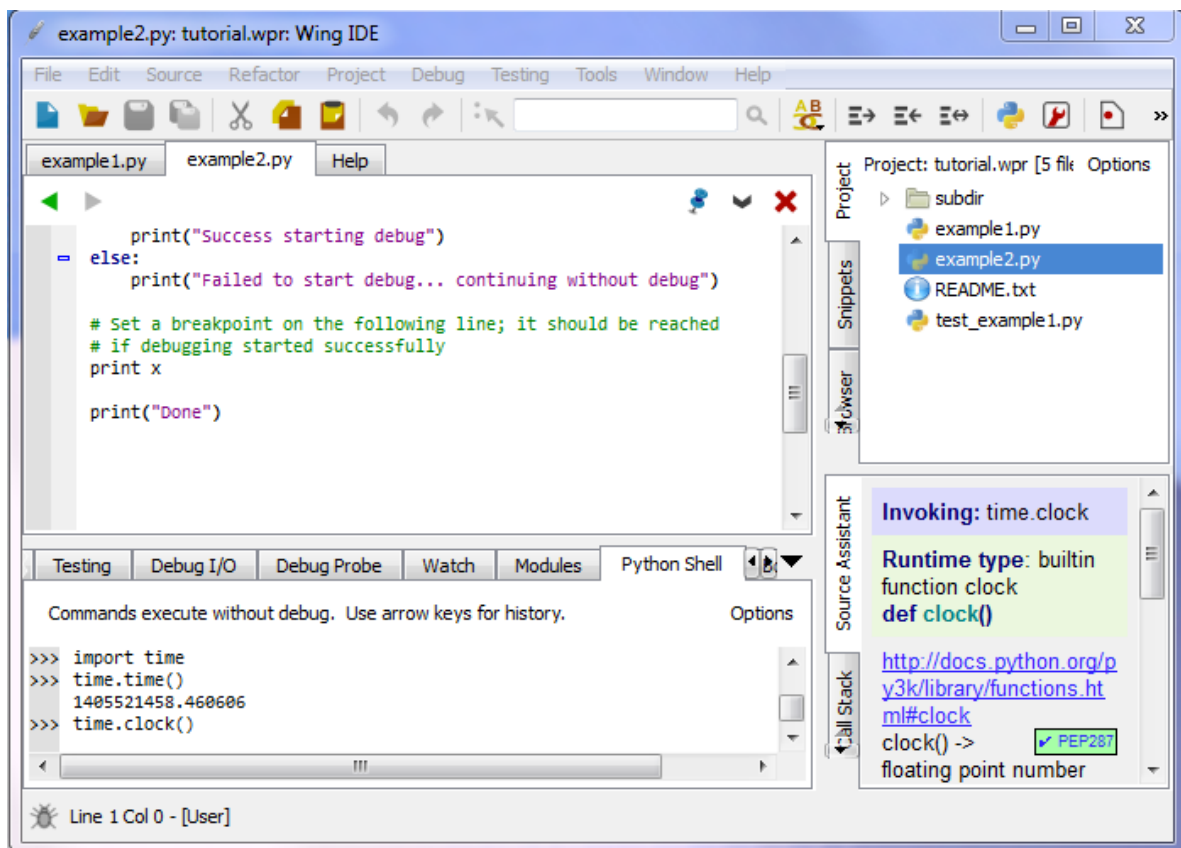 example2.py: tutorial.wpr: Wing IDE
File Edit Source Refactor Project Debug Testing Tools Window Help
example1.py example2.py Help
print("Success starting debug")
else:
print("Failed to start debug... continuing without debug")
# Set a breakpoint on the following line; it should be reached
# if debugging started successfully
print x
print("Done")
Project
Snippets
Browser
Project: tutorial.wpr [5 file Options
subdir
example1.py
example2.py
README.txt
test_example1.py
Testing Debug I/O Debug Probe Watch Modules Python Shell
Commands execute without debug. Use arrow keys for history. Options
>>> import time
>>> time.time()
1405521458.460606
>>> time.clock()
Source Assistant
Call Stack
Invoking: time.clock
Runtime type: builtin
function clock
def clock()
http://docs.python.org/p
y3k/library/functions.ht
ml#clock
clock() -> ✔ PEP287
floating point number
Line 1 Col 0 - [User]